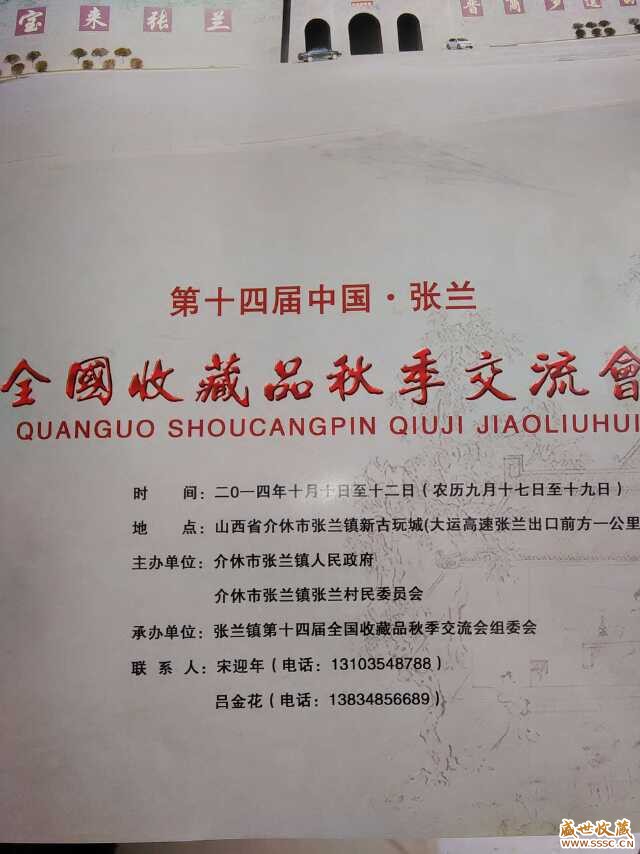 宝来张兰
晋商多遗
第十四届中国·张兰
全國收藏品秋季交流會
QUANGUO SHOUCANGPIN QIUJI JIAOLIUHUI
时 间：二0一四年十月十日至十二日（农历九月十七日至十九日）
地 点：山西省介休市张兰镇新古玩城(大运高速张兰出口前方一公里
主办单位：介休市张兰镇人民政府
介休市张兰镇张兰村民委员会
承办单位：张兰镇第十四届全国收藏品秋季交流会组委会
联 系 人：宋迎年（电话：13103548788）
吕金花（电话：13834856689）
盛世收藏
WWW.SSSC.CN